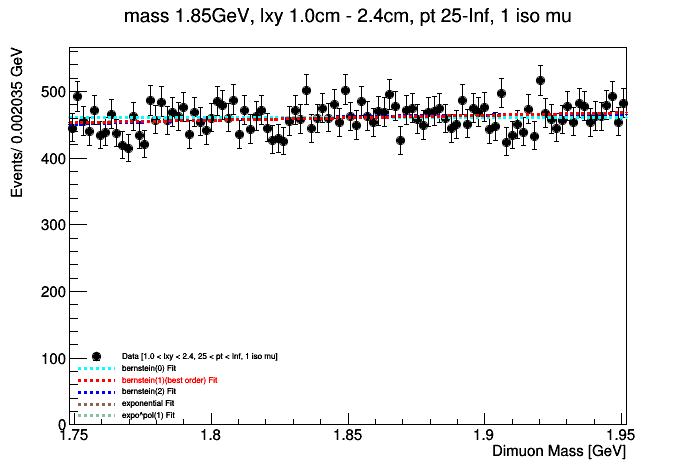 mass 1.85GeV, lxy 1.0cm - 2.4cm, pt 25-Inf, 1 iso mu
Events/ 0.002035 GeV
500
400
300
200
100
0
Data [1.0 < lxy < 2.4, 25 < pt < Inf, 1 iso mu]
bernstein(0) Fit
bernstein(1)(best order) Fit
bernstein(2) Fit
exponential Fit
expo*pol(1) Fit
1.75 1.8 1.85 1.9 1.95
Dimuon Mass [GeV]